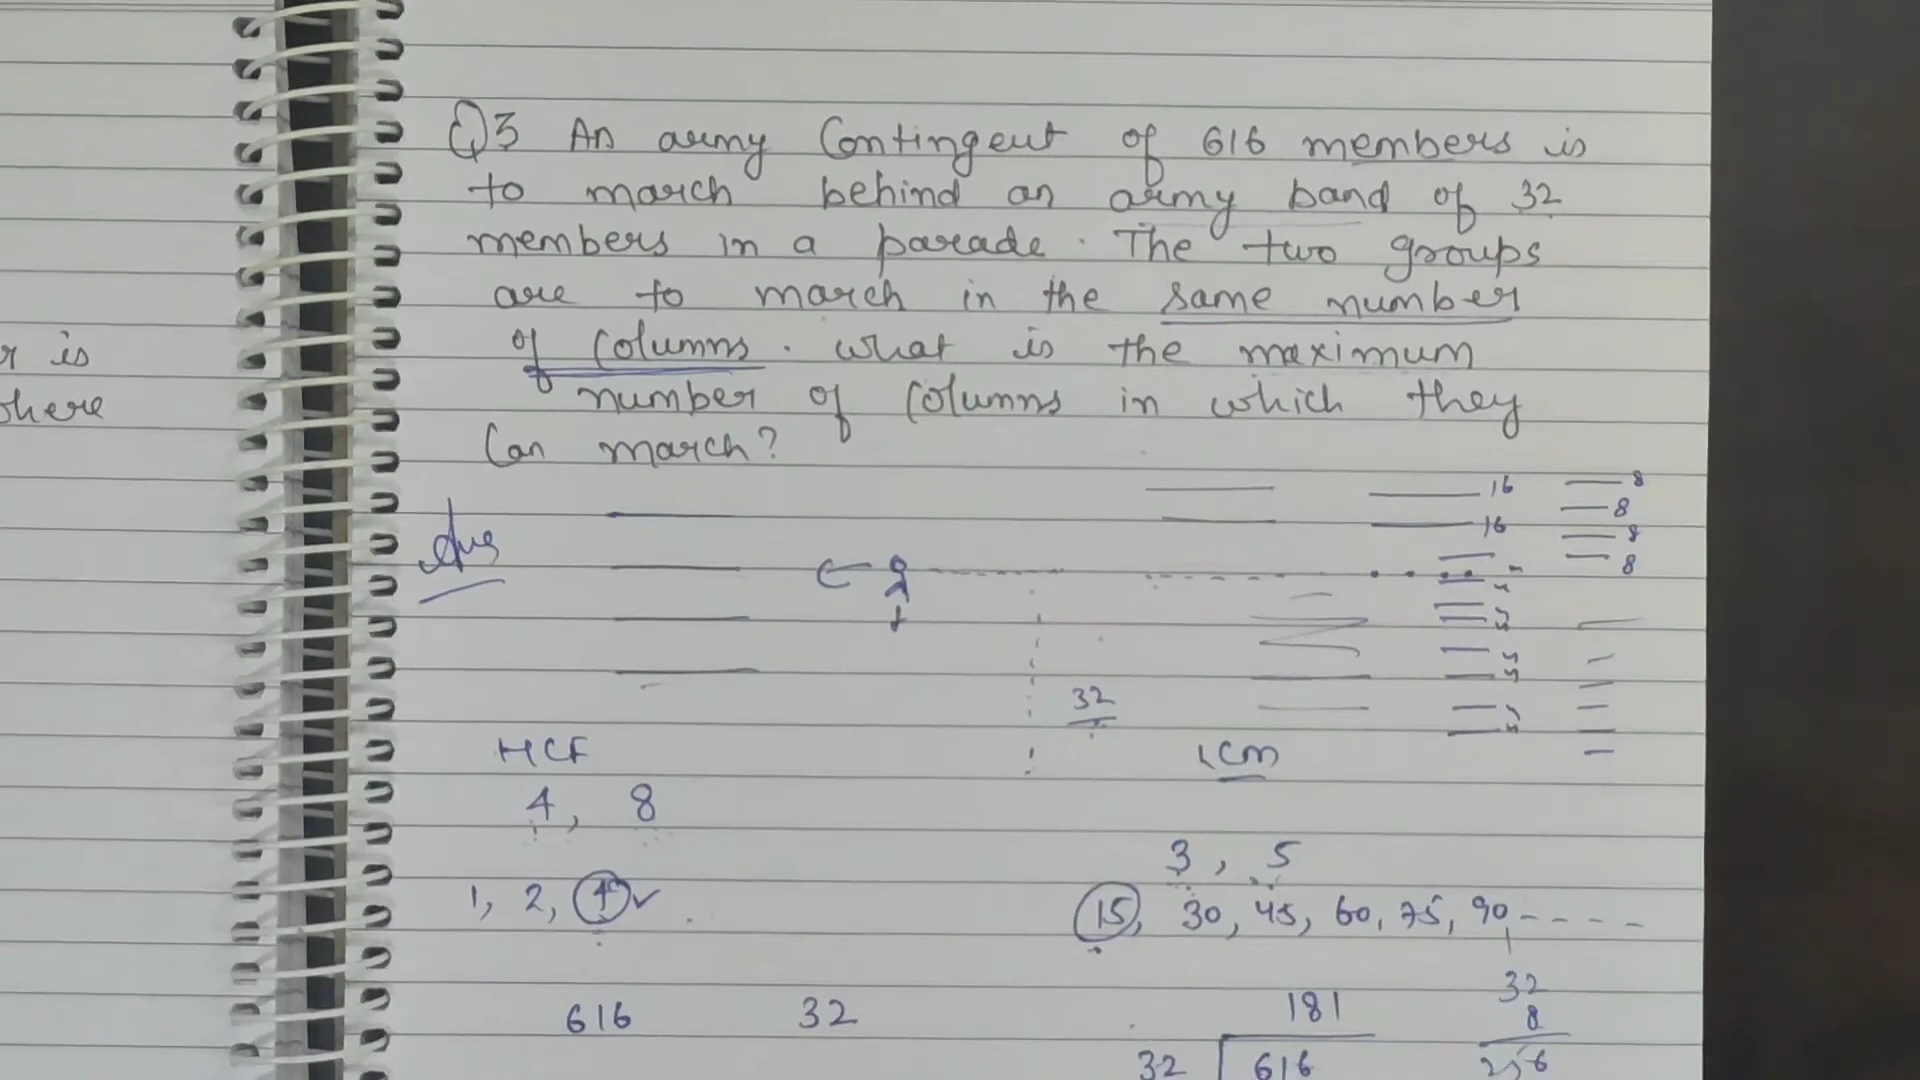 r is
here
Q3 An army Contingent of 616 members is
to march behind an army band of 32
members in a parade. The two groups
are to march in the same number
of columns. what is the maximum
number of columns in which they
Can march?
Ans
16
8
8
16
8
8
32
HCF
LCM
4, 8
3, 5
1, 2, 4 ✓
15, 30, 45, 60, 75, 90 - - - -
616 32
181
32
8
32 616
256